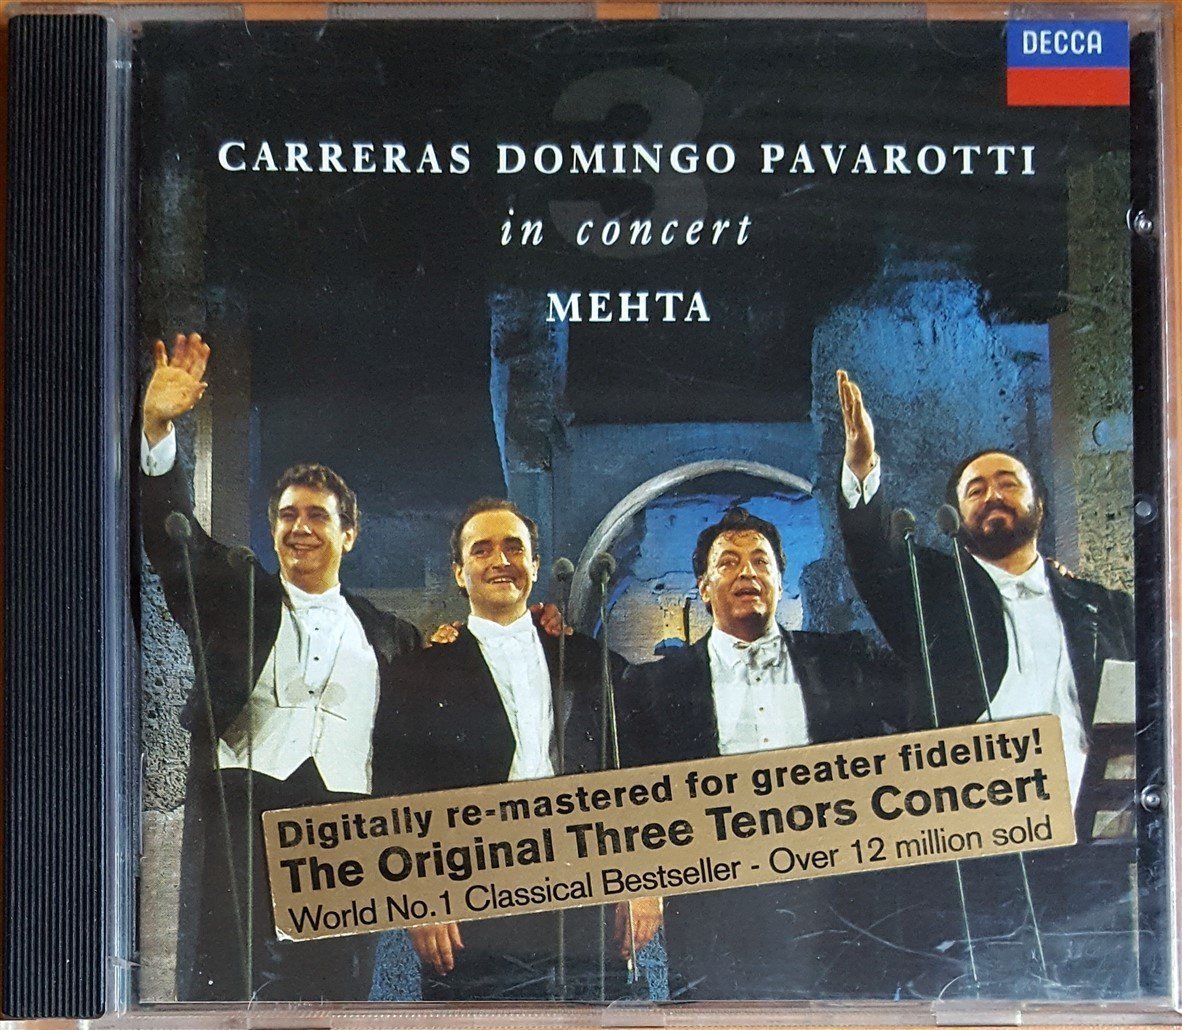 DECCA
3
CARRERAS DOMINGO PAVAROTTI
in concert
MEHTA
Digitally re-mastered for greater fidelity!
The Original Three Tenors Concert
World No.1 Classical Bestseller - Over 12 million sold